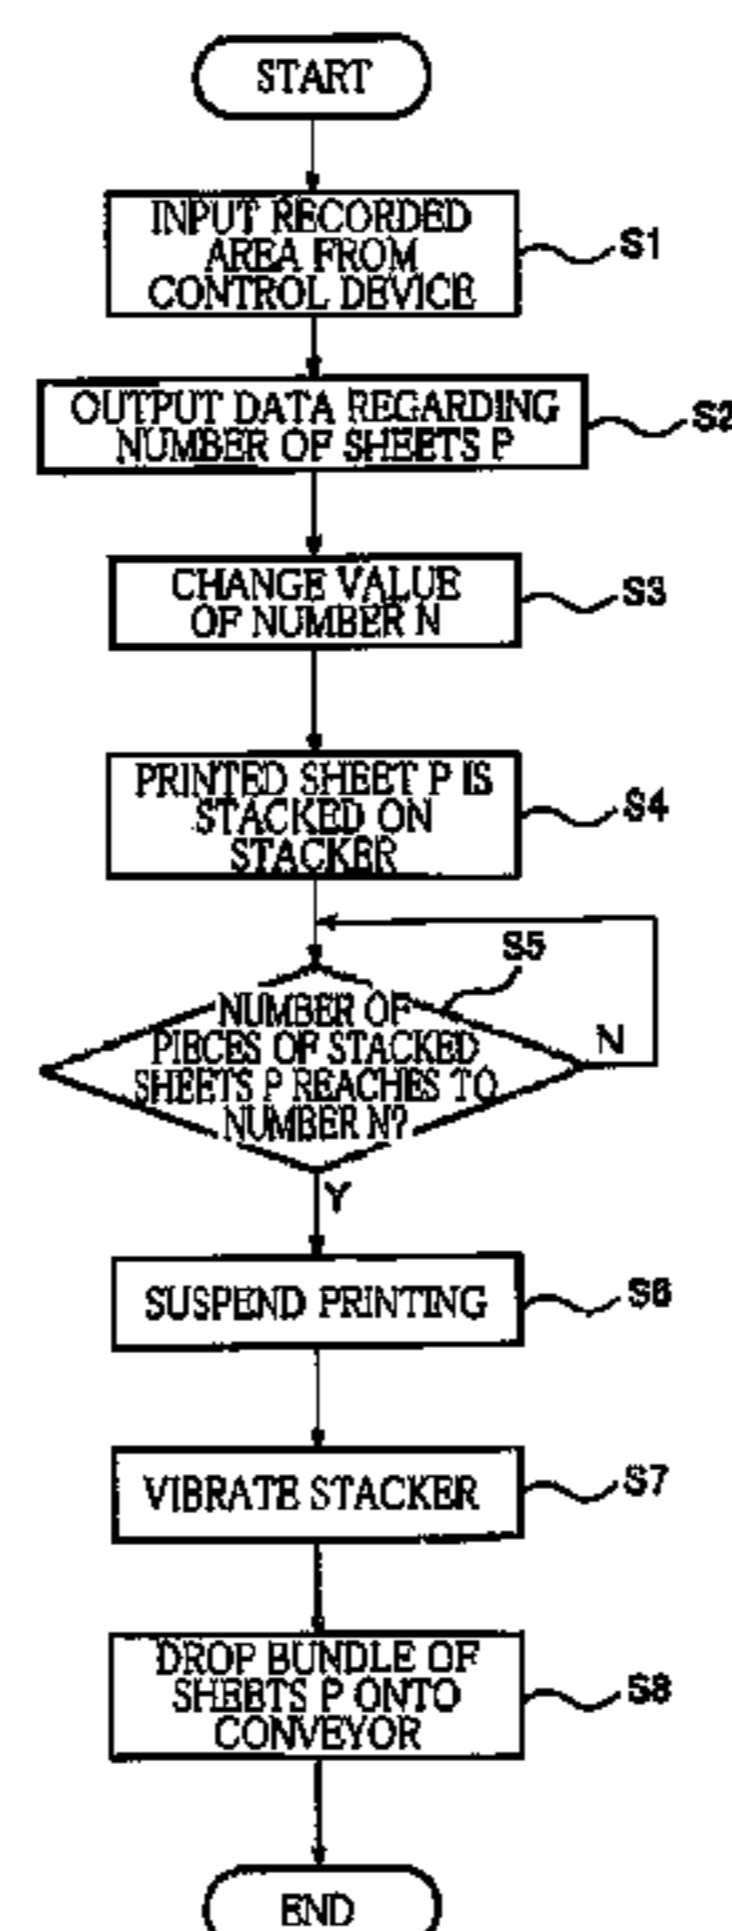 START
INPUT RECORDED
AREA FROM
CONTROL DEVICE
S1
OUTPUT DATA REGARDING
NUMBER OF SHEETS P
S2
CHANGE VALUE
OF NUMBER N
S3
PRINTED SHEET P IS
STACKED ON
STACKER
S4
S5
NUMBER OF
PIECES OF STACKED
SHEETS P REACHES TO
NUMBER N?
N
Y
SUSPEND PRINTING
S6
VIBRATE STACKER
S7
DROP BUNDLE OF
SHEETS P ONTO
CONVEYOR
S8
END